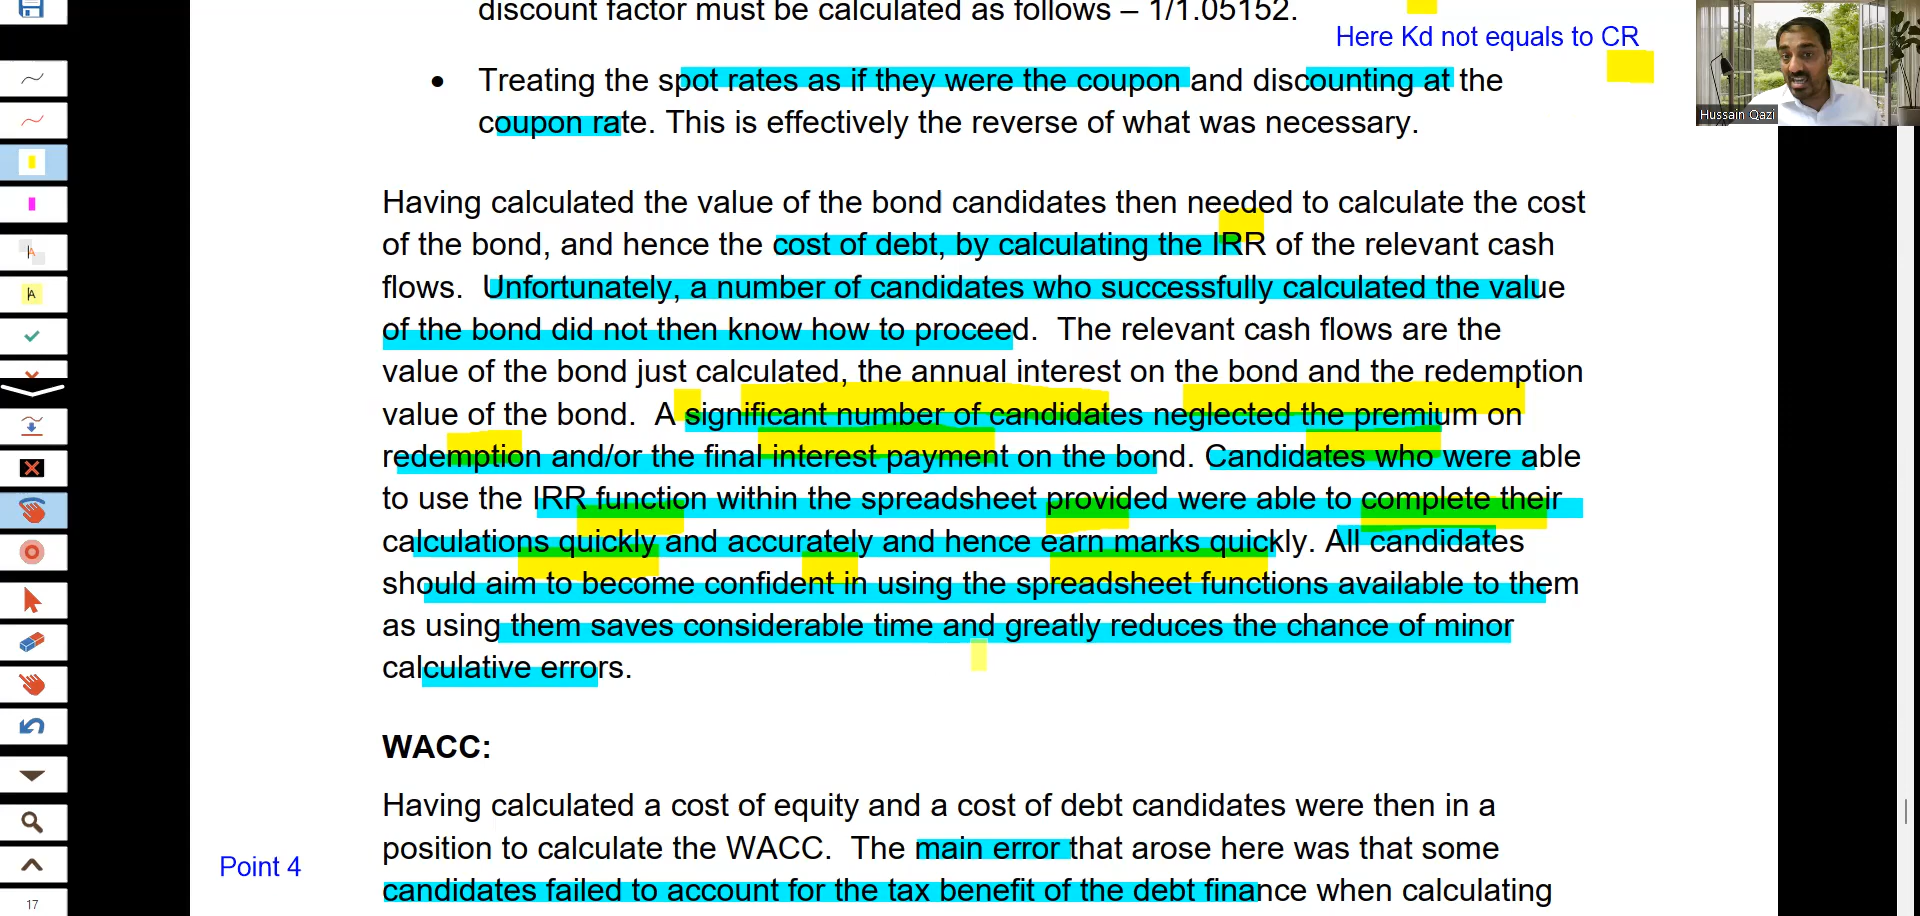 discount factor must be calculated as follows – 1/1.05152.
Here Kd not equals to CR
Hussain Qazi
• Treating the spot rates as if they were the coupon and discounting at the
coupon rate. This is effectively the reverse of what was necessary.
Having calculated the value of the bond candidates then needed to calculate the cost
of the bond, and hence the cost of debt, by calculating the IRR of the relevant cash
flows. Unfortunately, a number of candidates who successfully calculated the value
of the bond did not then know how to proceed. The relevant cash flows are the
value of the bond just calculated, the annual interest on the bond and the redemption
value of the bond. A significant number of candidates neglected the premium on
redemption and/or the final interest payment on the bond. Candidates who were able
to use the IRR function within the spreadsheet provided were able to complete their
calculations quickly and accurately and hence earn marks quickly. All candidates
should aim to become confident in using the spreadsheet functions available to them
as using them saves considerable time and greatly reduces the chance of minor
calculative errors.
WACC:
Having calculated a cost of equity and a cost of debt candidates were then in a
position to calculate the WACC. The main error that arose here was that some
Point 4
candidates failed to account for the tax benefit of the debt finance when calculating
A
A
17